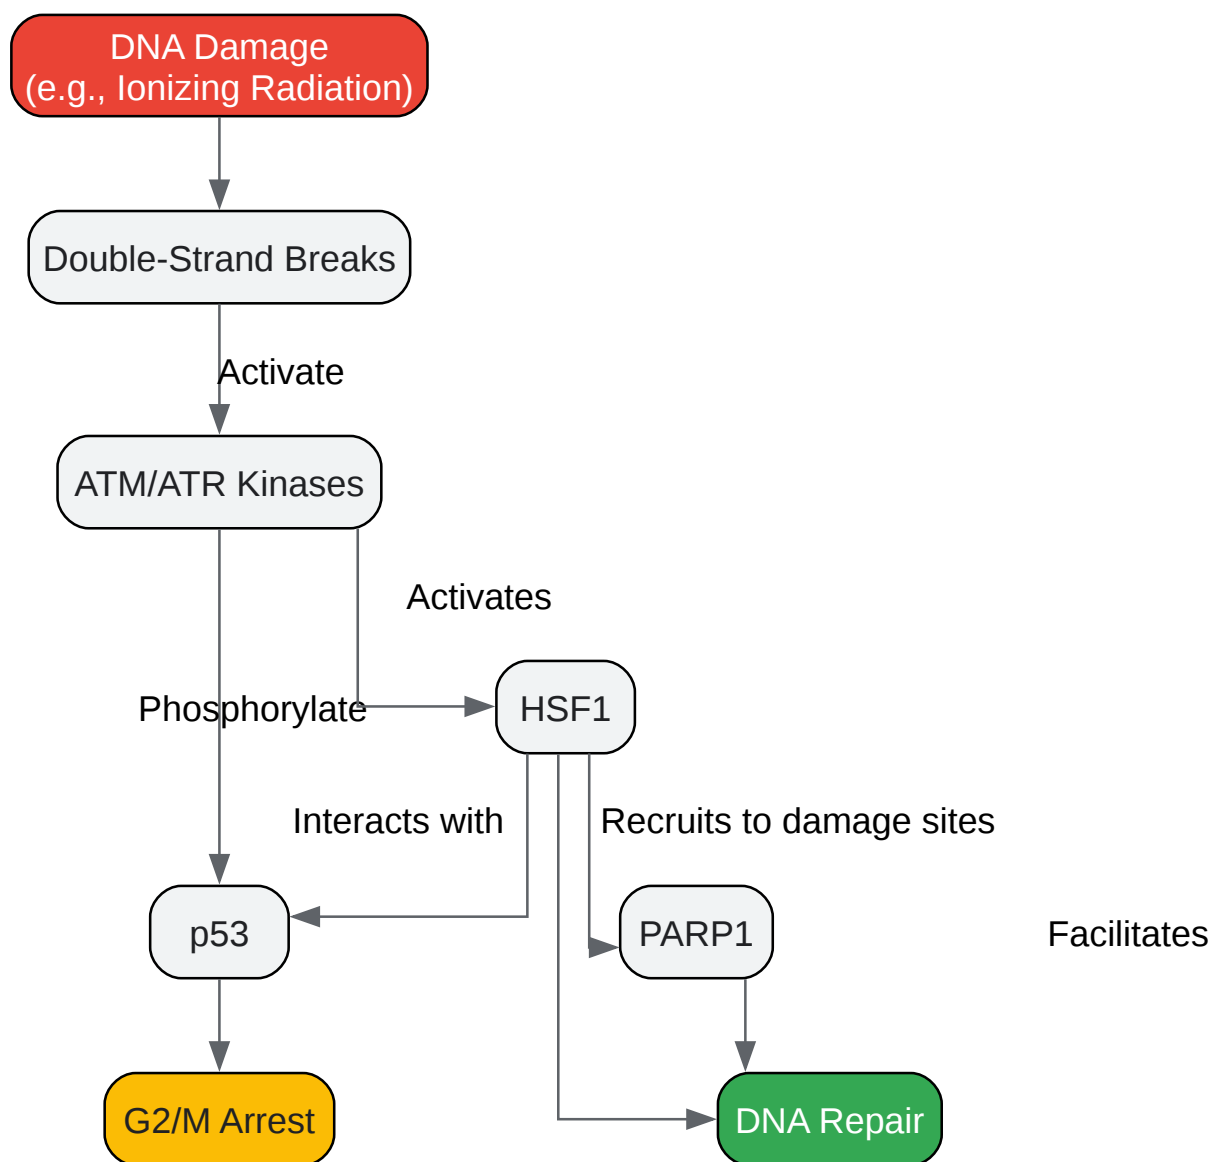 DNA Damage
(e.g., Ionizing Radiation)
Double-Strand Breaks
Activate
ATM/ATR Kinases
Activates
HSF1
Phosphorylate
Interacts with
Recruits to damage sites
p53
PARP1
Facilitates
G2/M Arrest
DNA Repair